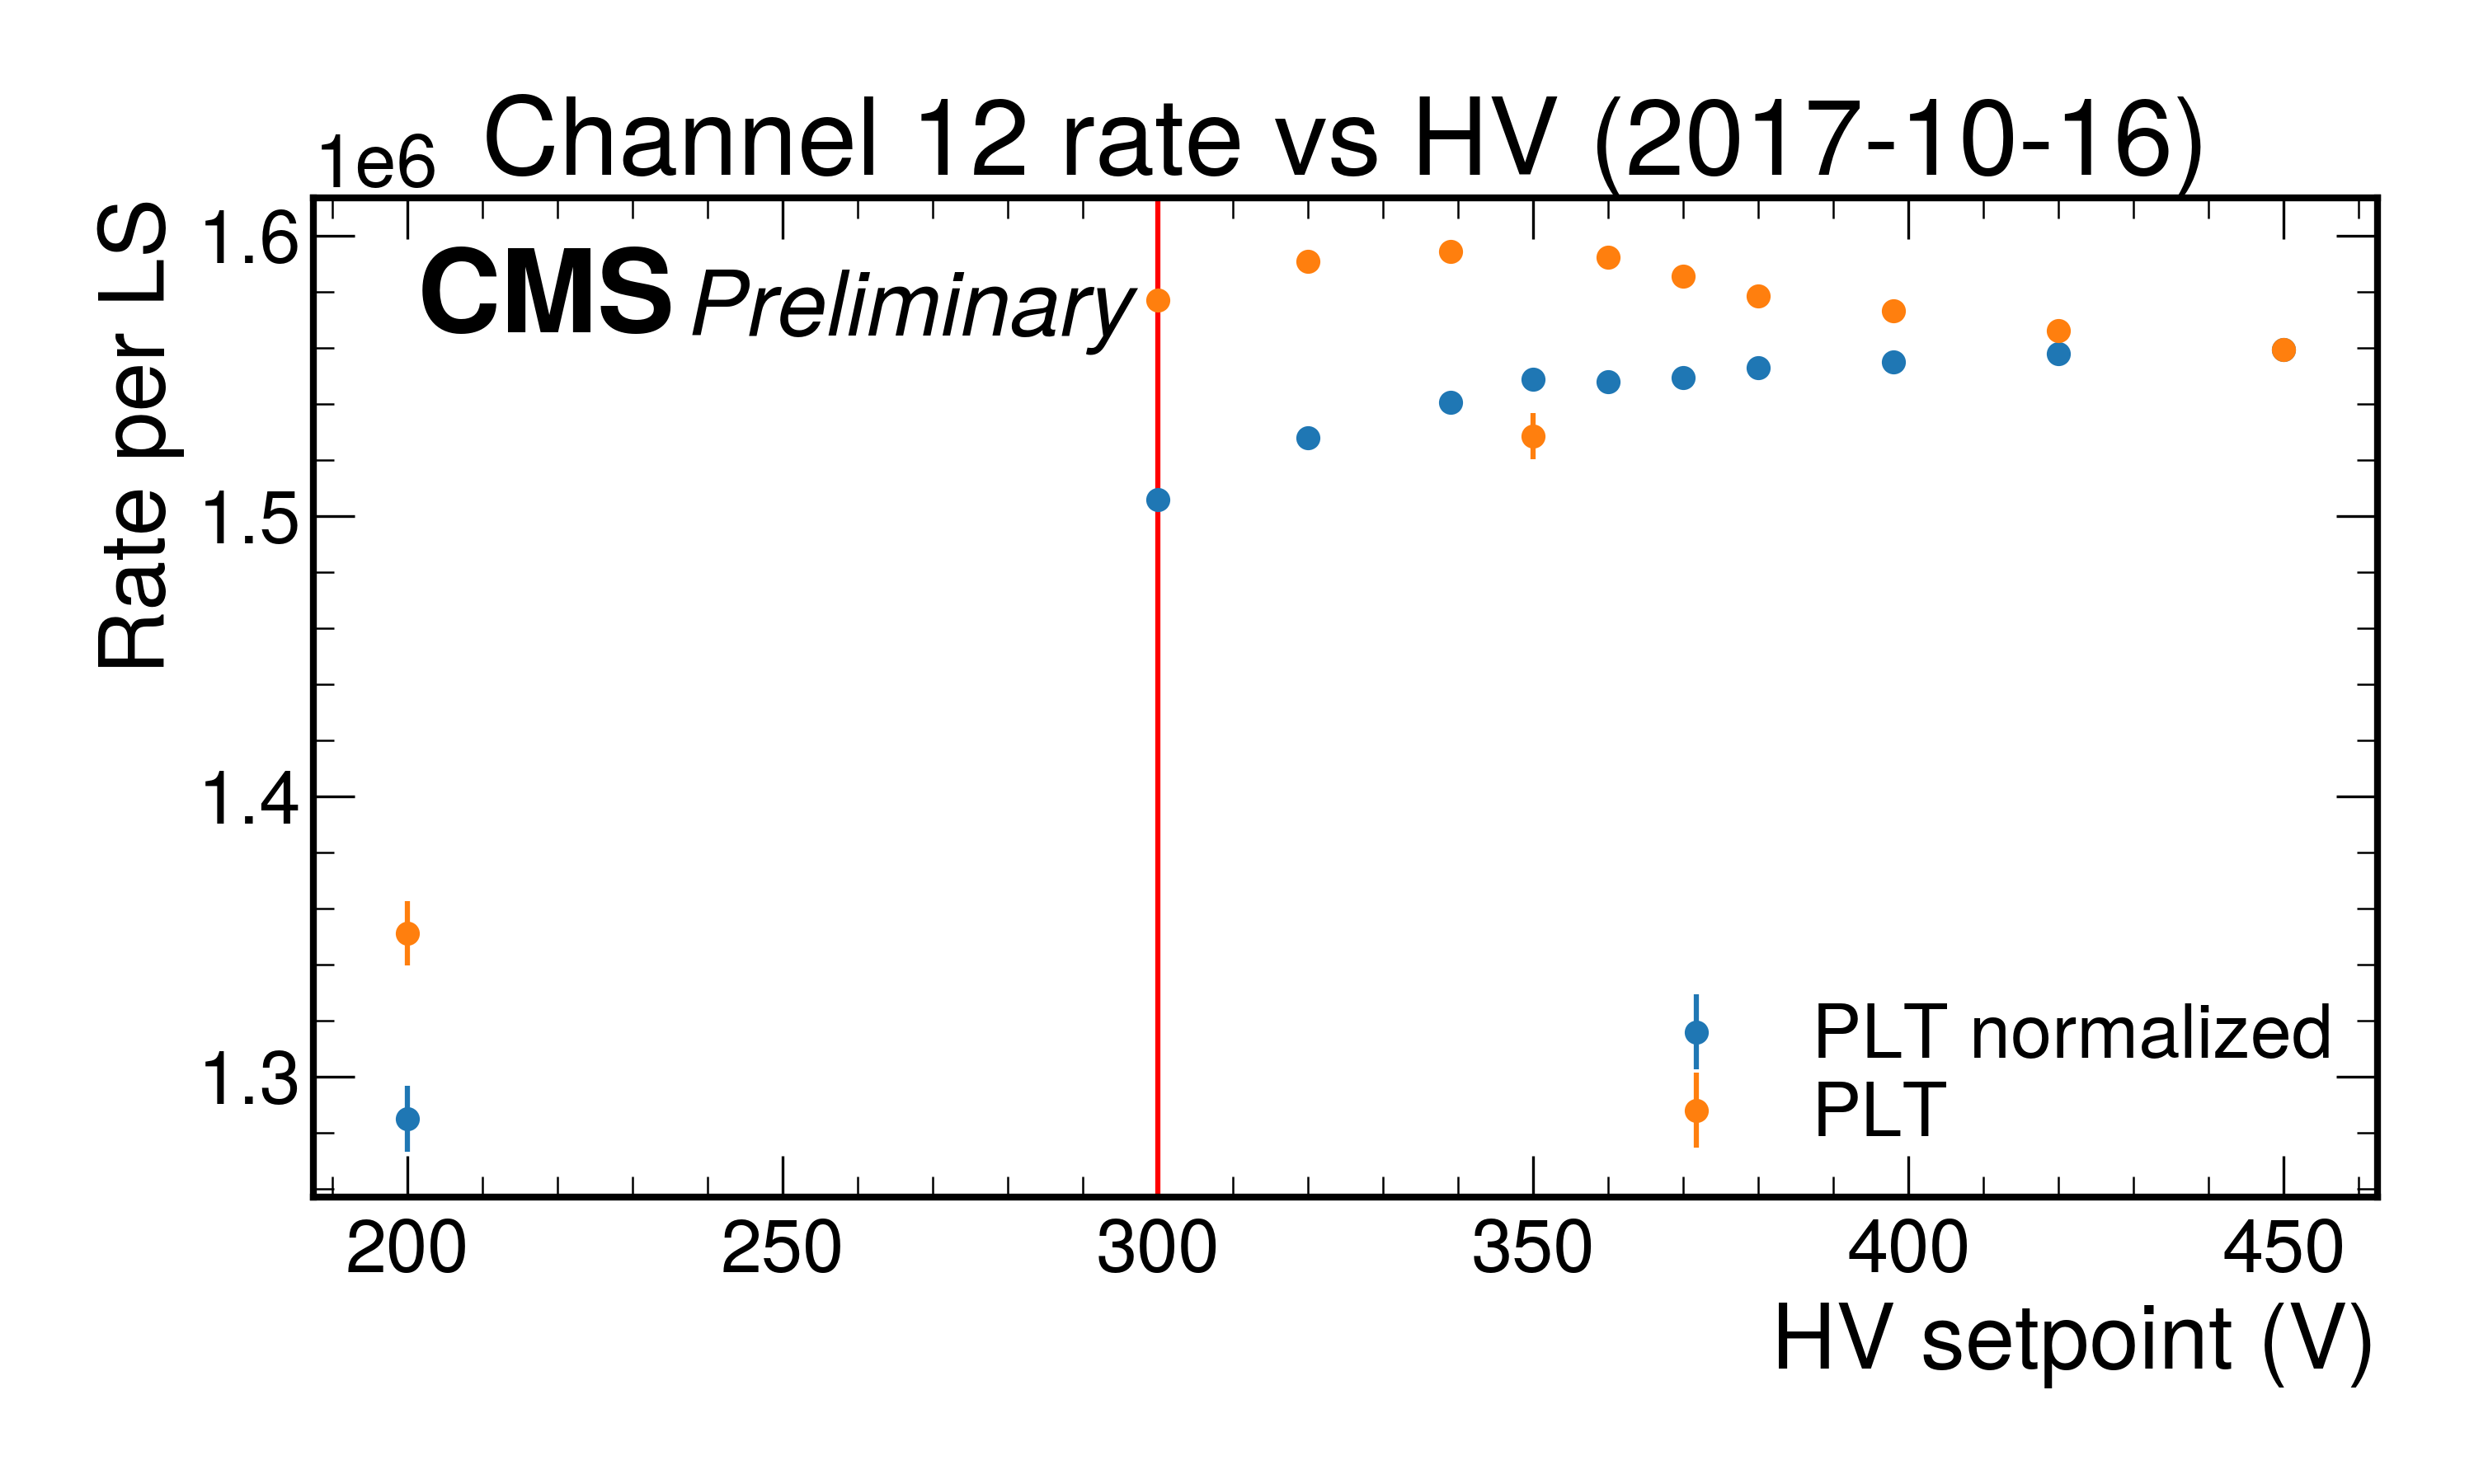 Channel 12 rate vs HV (2017-10-16)
1e6
CMS Preliminary
Rate per LS
1.6
1.5
1.4
1.3
PLT normalized
PLT
200 250 300 350 400 450
HV setpoint (V)